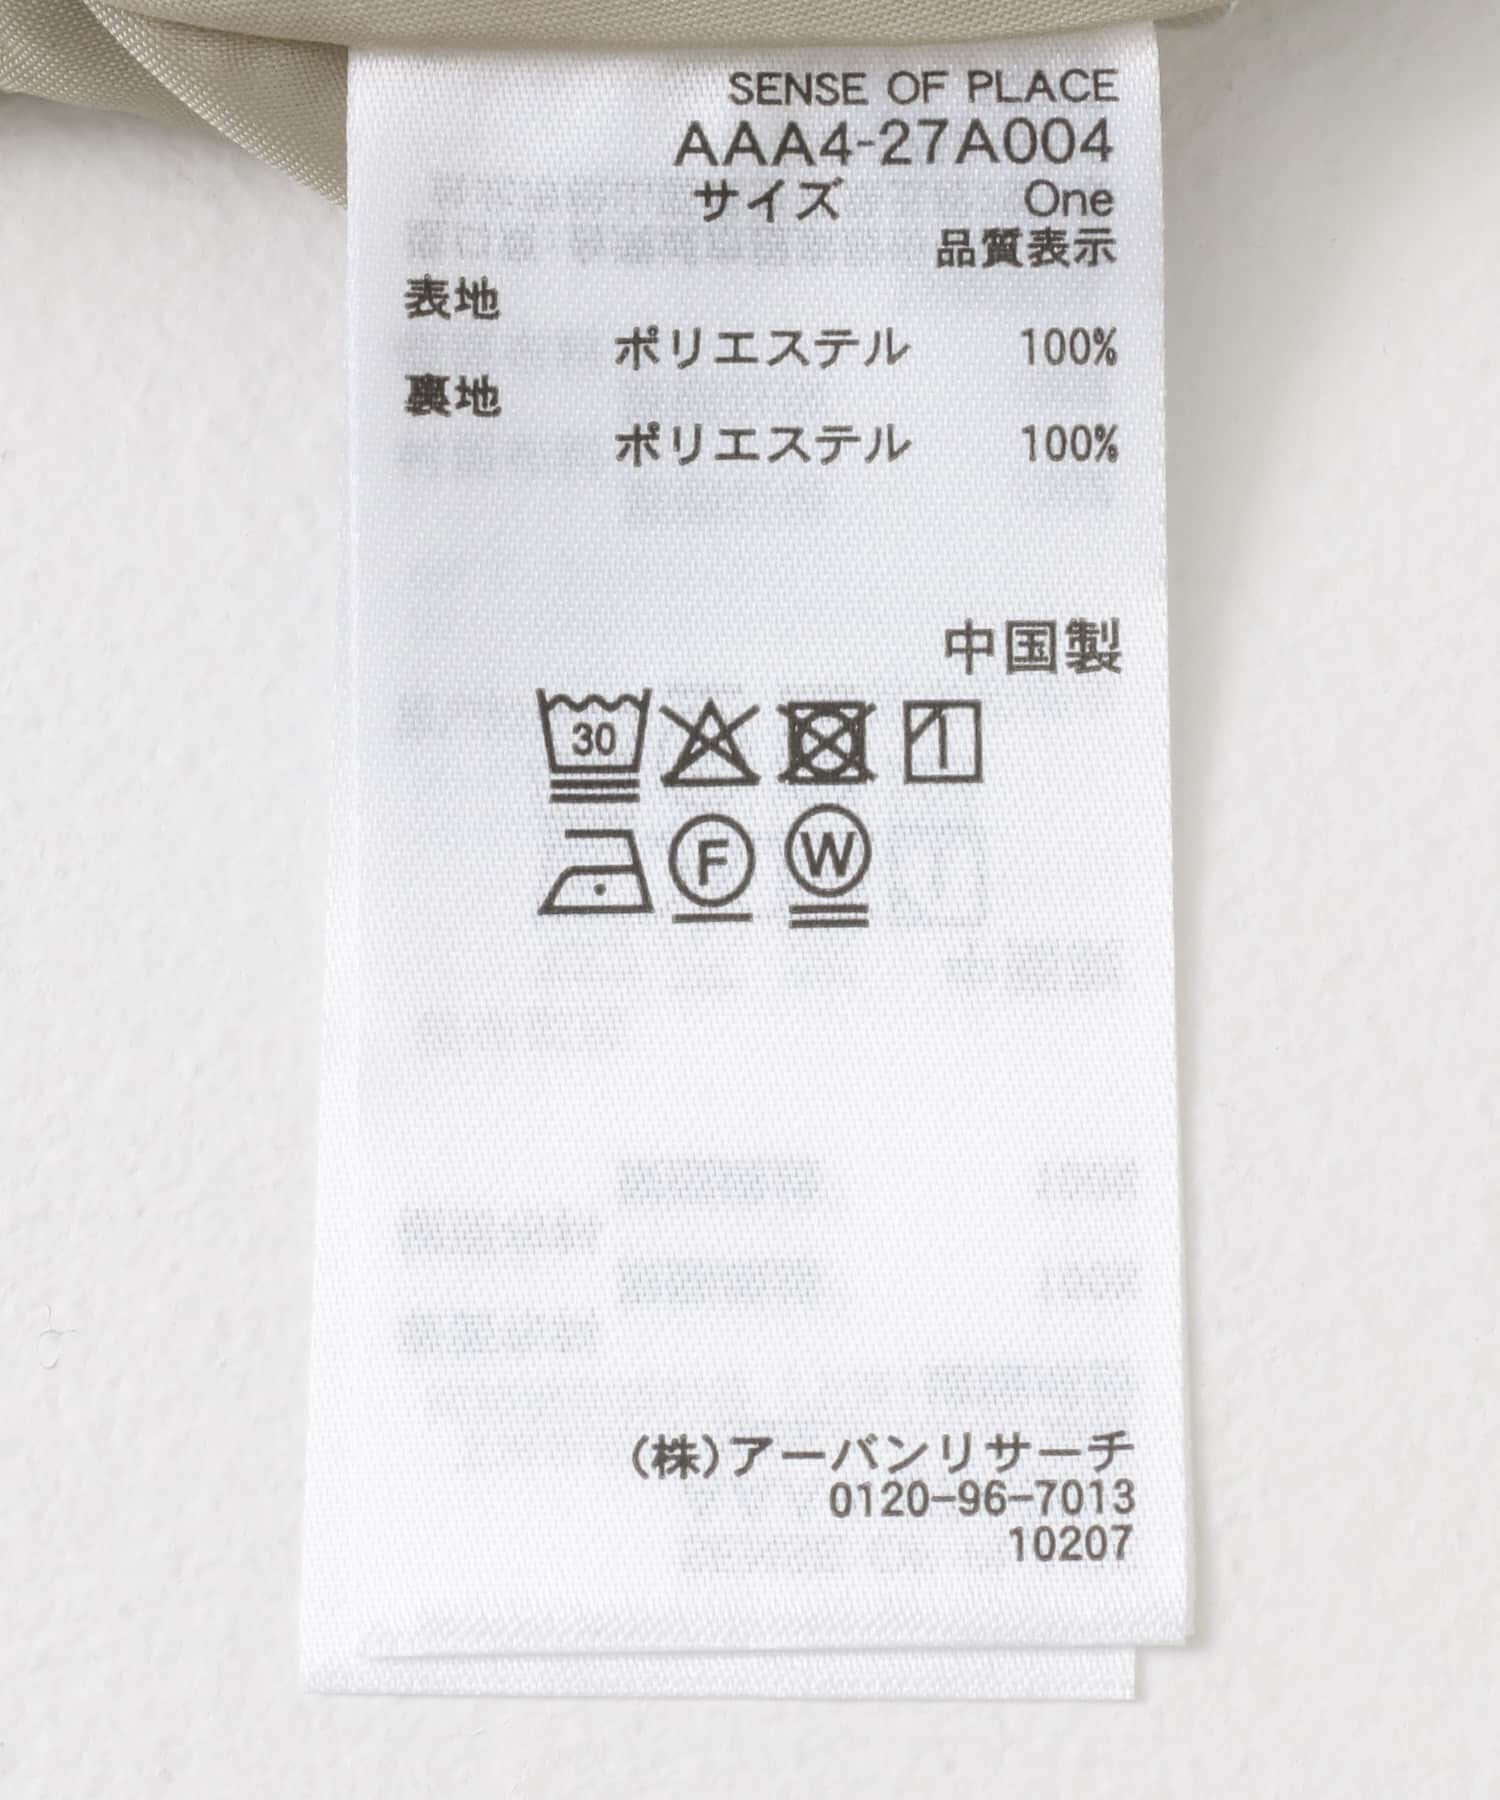 SENSE OF PLACE
AAA4-27A004
サイズ One
品質表示
表地
ポリエステル 100%
裏地
ポリエステル 100%
中国製
30
F W
(株)アーバンリサーチ
0120-96-7013
10207